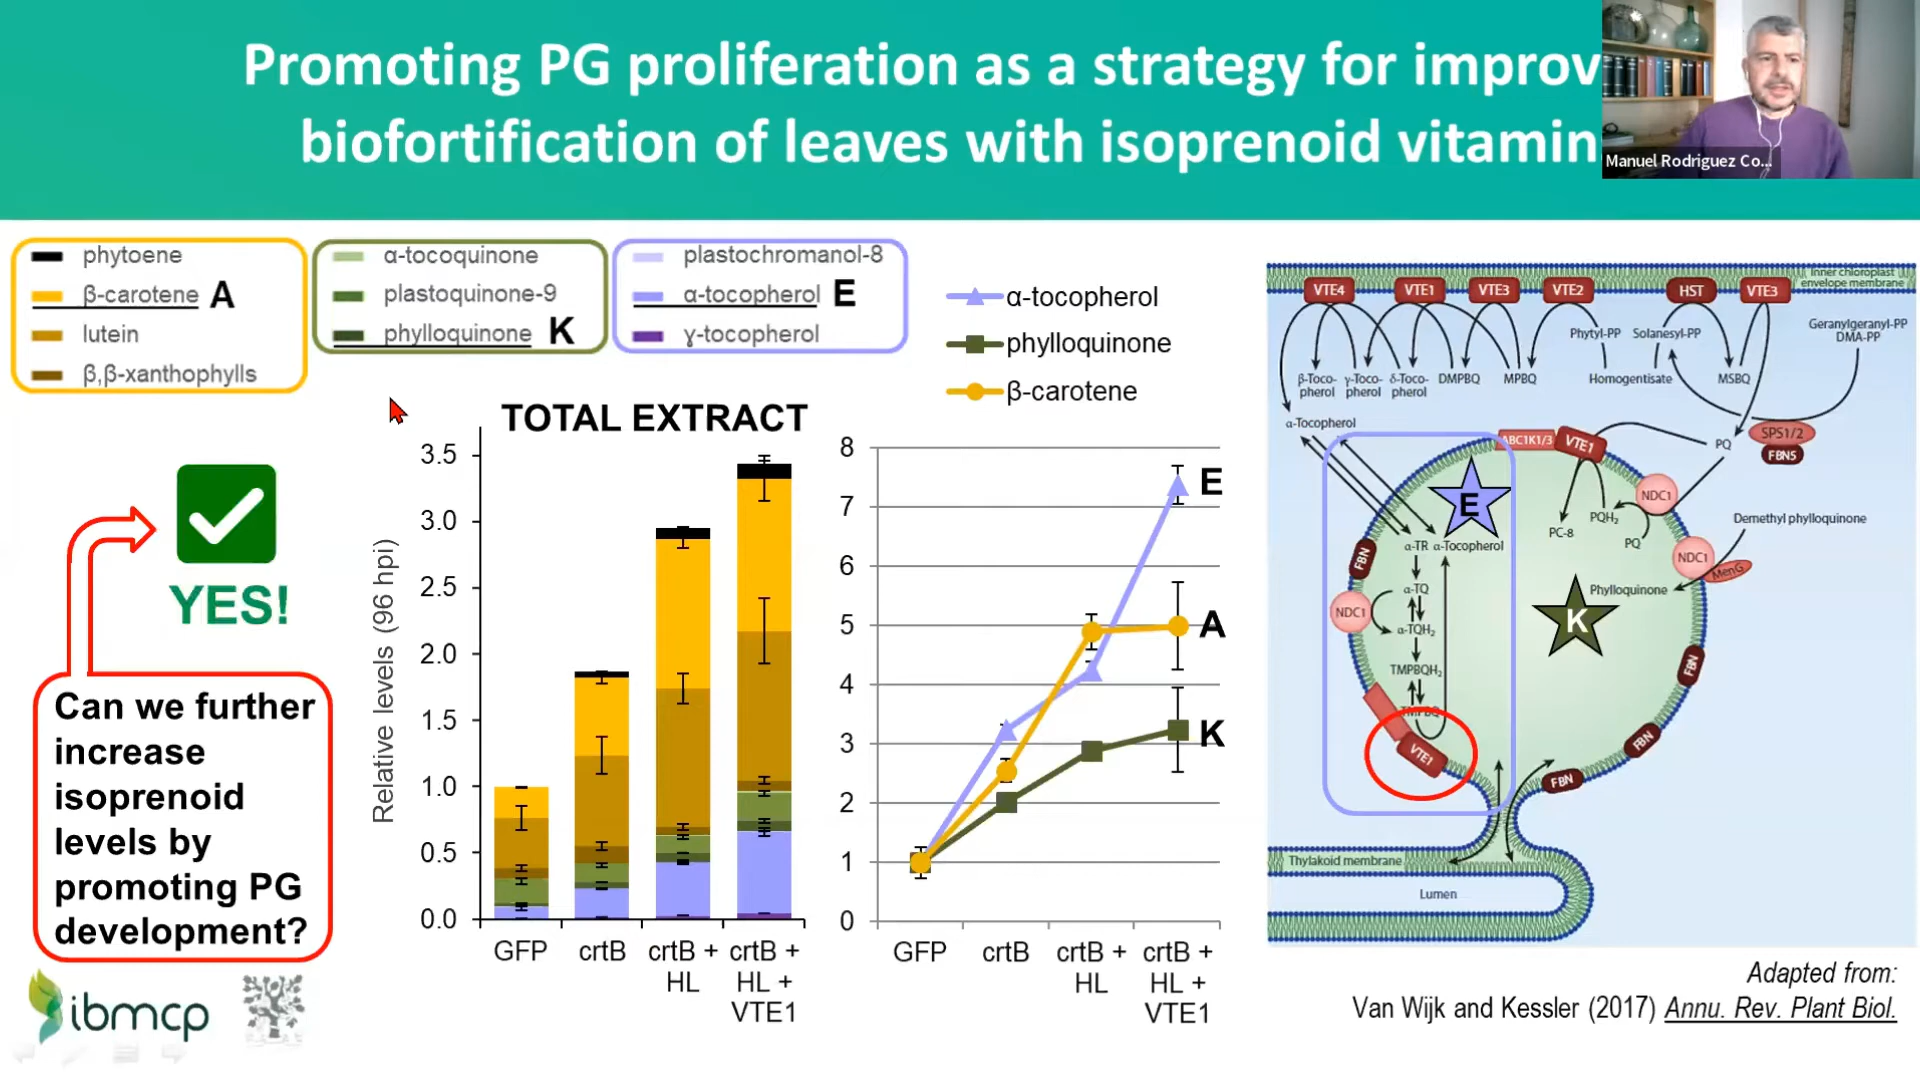 Promoting PG proliferation as a strategy for improv
biofortification of leaves with isoprenoid vitamin
Manuel Rodriguez Co...
phytoene
β-carotene A
lutein
β,β-xanthophylls
α-tocoquinone
plastoquinone-9
phylloquinone K
plastochromanol-8
α-tocopherol E
γ-tocopherol
YES!
Can we further
increase
isoprenoid
levels by
promoting PG
development?
ibmcp
TOTAL EXTRACT
Relative levels (96 hpi)
3.5
3.0
2.5
2.0
1.5
1.0
0.5
0.0
GFP
crtB
crtB +
HL
crtB +
HL +
VTE1
α-tocopherol
phylloquinone
β-carotene
8
7
6
5
4
3
2
1
0
E
A
K
GFP
crtB
crtB +
HL
crtB +
HL +
VTE1
Inner chloroplast
envelope membrane
VTE4
VTE1
VTE3
VTE2
HST
VTE3
Phytyl-PP
Solanesyl-PP
Geranylgeranyl-PP
DMA-PP
β-Toco-
pherol
γ-Toco-
pherol
δ-Toco-
pherol
DMPBQ
MPBQ
Homogentisate
MSBQ
α-Tocopherol
ABC1K1/3
VTE1
PQ
SPS1/2
FBN5
E
NDC1
PC-8
PQH₂
PQ
Demethyl phylloquinone
α-TR
α-Tocopherol
FBN
NDC1
MenG
α-TQ
Phylloquinone
NDC1
α-TQH₂
K
TMPBQH₂
FBN
TMPBQ
VTE1
FBN
FBN
Thylakoid membrane
Lumen
Adapted from:
Van Wijk and Kessler (2017) Annu. Rev. Plant Biol.